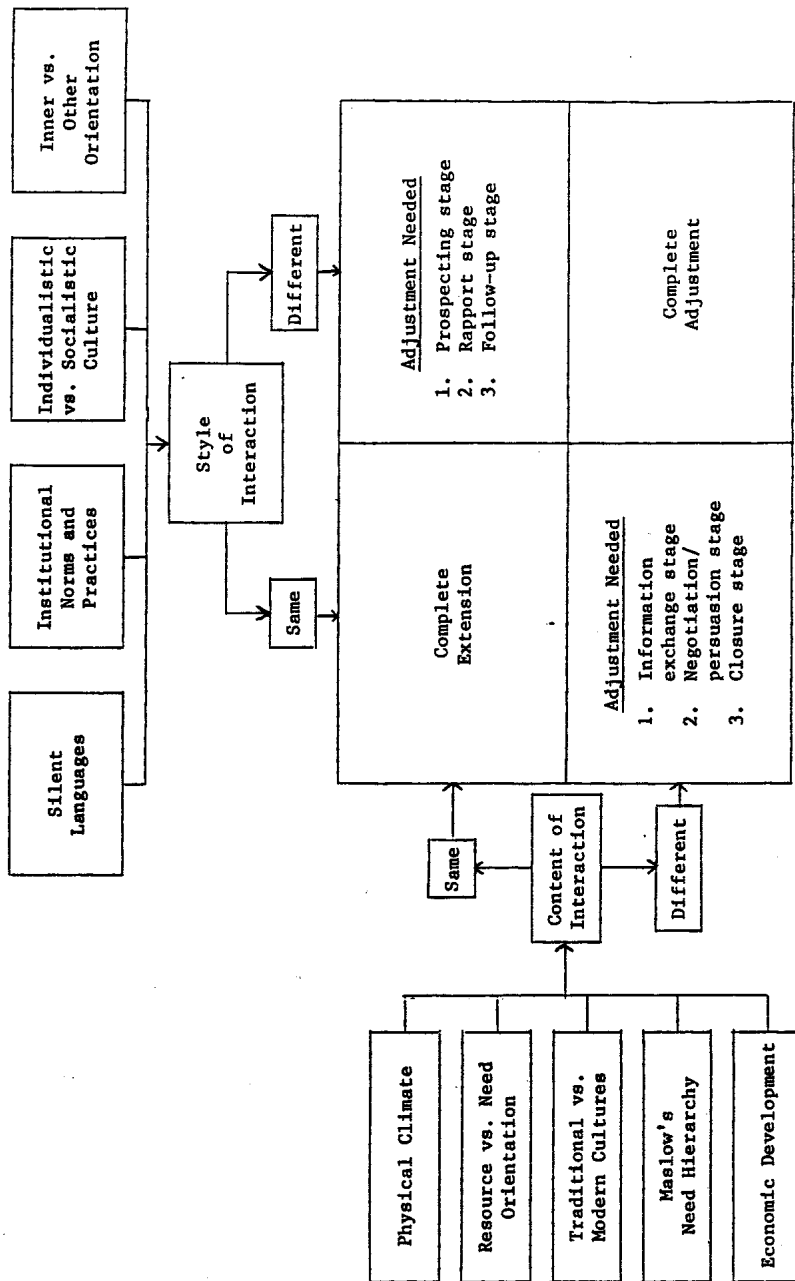 Silent
Languages
Institutional
Norms and
Practices
Individualistic
vs. Socialistic
Culture
Inner vs.
Other
Orientation
Style
of
Interaction
Same
Different
Physical Climate
Resource vs. Need
Orientation
Traditional vs.
Modern Cultures
Maslow's
Need Hierarchy
Economic Development
Content of
Interaction
Same
Different
Complete
Extension
Adjustment Needed
1. Prospecting stage
2. Rapport stage
3. Follow-up stage
Adjustment Needed
1. Information
exchange stage
2. Negotiation/
persuasion stage
3. Closure stage
Complete
Adjustment